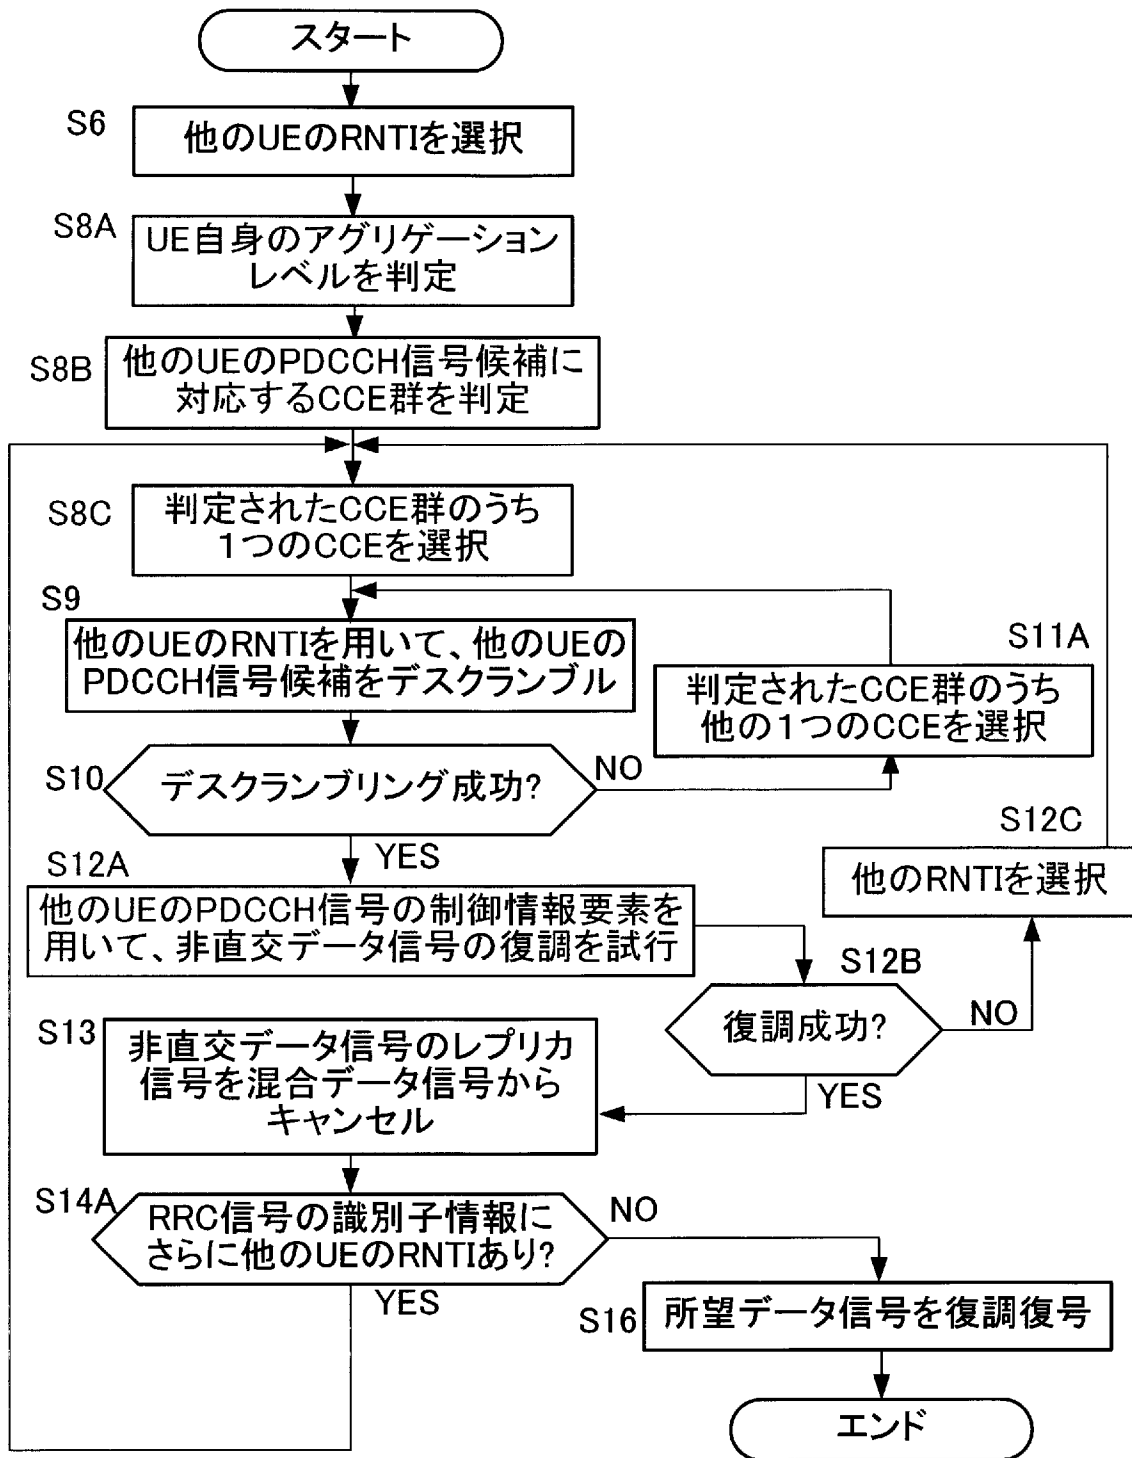 スタート
S6
他のUEのRNTIを選択
S8A
UE自身のアグリゲーション
レベルを判定
S8B
他のUEのPDCCH信号候補に
対応するCCE群を判定
S8C
判定されたCCE群のうち
1つのCCEを選択
S9
他のUEのRNTIを用いて、他のUEの
PDCCH信号候補をデスクランブル
S11A
判定されたCCE群のうち
他の1つのCCEを選択
S10
デスクランブリング成功?
NO
YES
S12A
他のUEのPDCCH信号の制御情報要素を
用いて、非直交データ信号の復調を試行
S12C
他のRNTIを選択
S12B
復調成功?
NO
YES
S13
非直交データ信号のレプリカ
信号を混合データ信号から
キャンセル
S14A
RRC信号の識別子情報に
さらに他のUEのRNTIあり?
NO
YES
S16
所望データ信号を復調復号
エンド